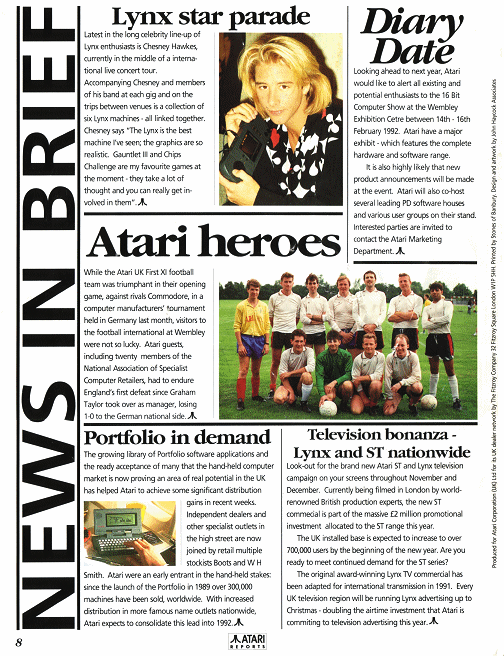 NEWS IN BRIEF
Lynx star parade
Latest in the long celebrity line-up of
Lynx enthusiasts is Chesney Hawkes,
currently in the middle of a interna-
tional live concert tour.
Accompanying Chesney and members
of his band at each gig and on the
trips between venues is a collection of
six Lynx machines - all linked together.
Chesney says "The Lynx is the best
machine I've seen; the graphics are so
realistic. Gauntlet III and Chips
Challenge are my favourite games at
the moment - they take a lot of
thought and you can really get in-
volved in them".
Diary
Date
Looking ahead to next year, Atari
would like to alert all existing and
potential enthusiasts to the 16 Bit
Computer Show at the Wembley
Exhibition Cetre between 14th - 16th
February 1992. Atari have a major
exhibit - which features the complete
hardware and software range.
It is also highly likely that new
product announcements will be made
at the event. Atari will also co-host
several leading PD software houses
and various user groups on their stand.
Interested parties are invited to
contact the Atari Marketing
Department.
Atari heroes
While the Atari UK First XI football
team was triumphant in their opening
game, against rivals Commodore, in a
computer manufacturers' tournament
held in Germany last month, visitors to
the football international at Wembley
were not so lucky. Atari guests,
including twenty members of the
National Association of Specialist
Computer Retailers, had to endure
England's first defeat since Graham
Taylor took over as manager, losing
1-0 to the German national side.
Portfolio in demand
The growing library of Portfolio software applications and
the ready acceptance of many that the hand-held computer
market is now proving an area of real potential in the UK
has helped Atari to achieve some significant distribution
gains in recent weeks.
Independent dealers and
other specialist outlets in
the high street are now
joined by retail multiple
stockists Boots and W H
Smith. Atari were an early entrant in the hand-held stakes:
since the launch of the Portfolio in 1989 over 300,000
machines have been sold, worldwide. With increased
distribution in more famous name outlets nationwide,
Atari expects to consolidate this lead into 1992.
Television bonanza -
Lynx and ST nationwide
Look-out for the brand new Atari ST and Lynx television
campaign on your screens throughout November and
December. Currently being filmed in London by world-
renowned British production experts, the new ST
commecial is part of the massive £2 million promotional
investment allocated to the ST range this year.
The UK installed base is expected to increase to over
700,000 users by the beginning of the new year. Are you
ready to meet continued demand for the ST series?
The original award-winning Lynx TV commercial has
been adapted for international transmission in 1991. Every
UK television region will be running Lynx advertising up to
Christmas - doubling the airtime investment that Atari is
commiting to television advertising this year.
Produced for Atari Corporation (UK) Ltd for its UK dealer network by The Fitzroy Company 32 Fitzroy Square London W1P 5HH. Printed by Stones of Banbury. Design and artwork by John Haycock Associates
8
ATARI
REPORTS